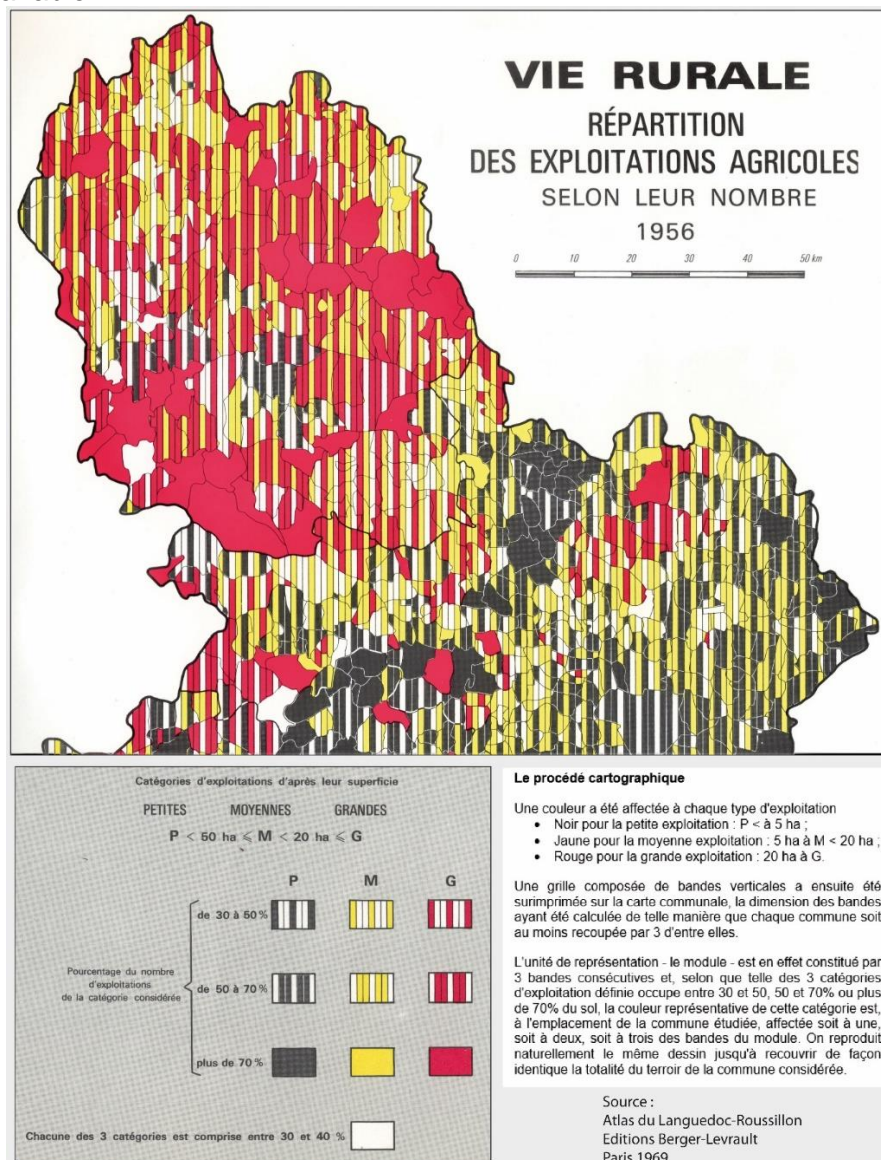 VIE RURALE
RÉPARTITION
DES EXPLOITATIONS AGRICOLES
SELON LEUR NOMBRE
1956
0 10 20 30 40 50 km
Catégories d'exploitations d'après leur superficie
PETITES MOYENNES GRANDES
P < 50 ha ⩽ M < 20 ha ⩽ G
P M G
de 30 à 50 %
Pourcentage du nombre
d'exploitations
de la catégorie considérée
de 50 à 70 %
plus de 70 %
Chacune des 3 catégories est comprise entre 30 et 40 %
Le procédé cartographique
Une couleur a été affectée à chaque type d'exploitation
• Noir pour la petite exploitation : P < à 5 ha ;
• Jaune pour la moyenne exploitation : 5 ha à M < 20 ha ;
• Rouge pour la grande exploitation : 20 ha à G.
Une grille composée de bandes verticales a ensuite été
surimprimée sur la carte communale, la dimension des bandes
ayant été calculée de telle manière que chaque commune soit
au moins recoupée par 3 d'entre elles.
L'unité de représentation - le module - est en effet constitué par
3 bandes consécutives et, selon que telle des 3 catégories
d'exploitation définie occupe entre 30 et 50, 50 et 70% ou plus
de 70% du sol, la couleur représentative de cette catégorie est,
à l'emplacement de la commune étudiée, affectée soit à une,
soit à deux, soit à trois des bandes du module. On reproduit
naturellement le même dessin jusqu'à recouvrir de façon
identique la totalité du terroir de la commune considérée.
Source :
Atlas du Languedoc-Roussillon
Editions Berger-Levrault
Paris 1969